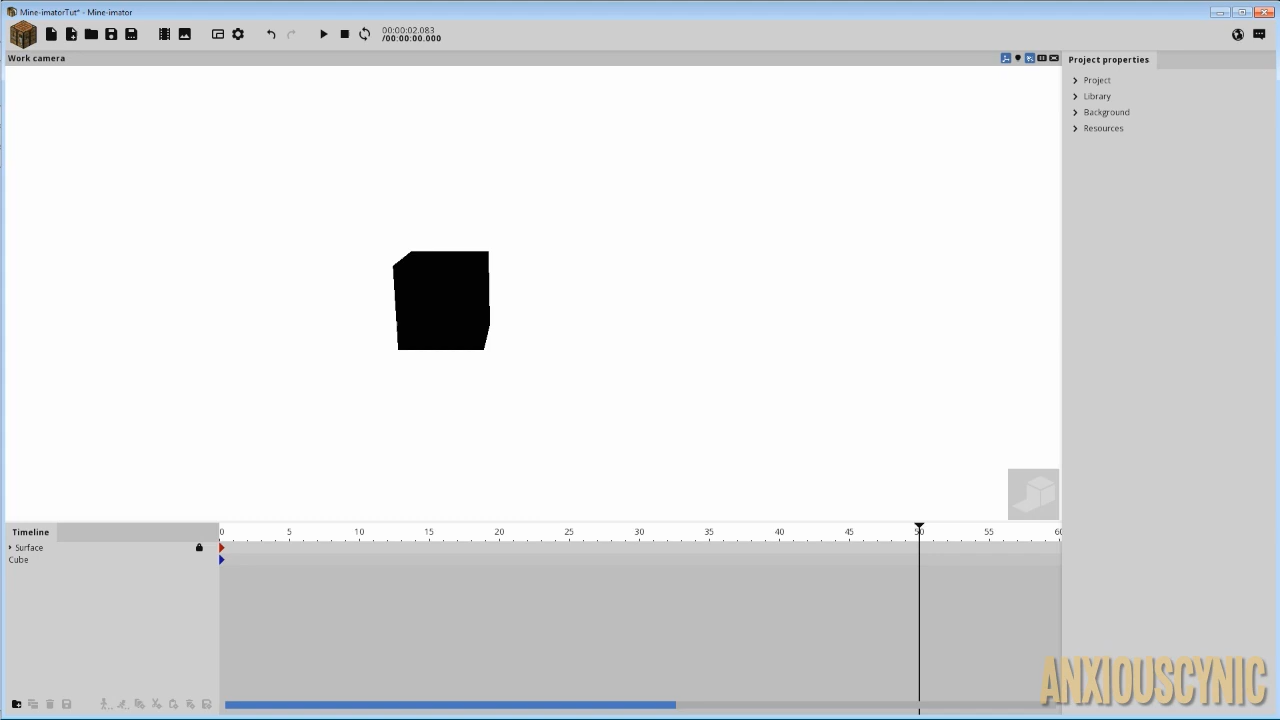 Mine-imatorTut* - Mine-imator
00:00:02.083
/00:00:00.000
Work camera
Project properties
Project
Library
Background
Resources
Timeline
0 5 10 15 20 25 30 35 40 45 50 55 60
Surface
Cube
ANXIOUSCYNIC